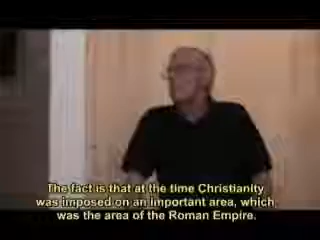 The fact is that at the time Christianity
was imposed on an important area, which
was the area of the Roman Empire.